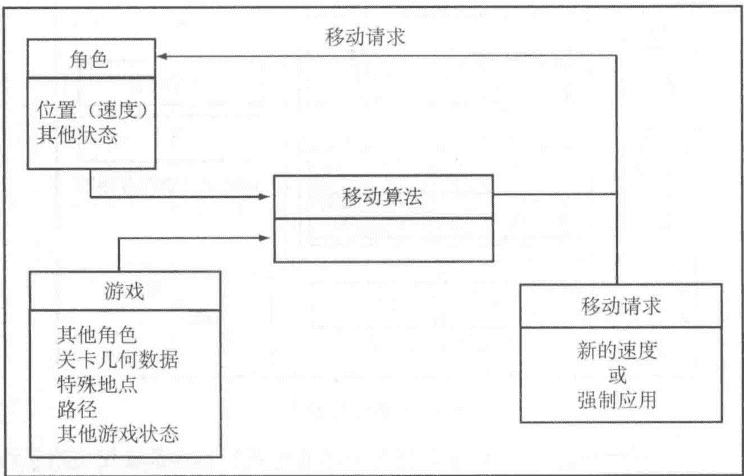 移动请求
角色
位置（速度）
其他状态
移动算法
游戏
其他角色
关卡几何数据
特殊地点
路径
其他游戏状态
移动请求
新的速度
或
强制应用